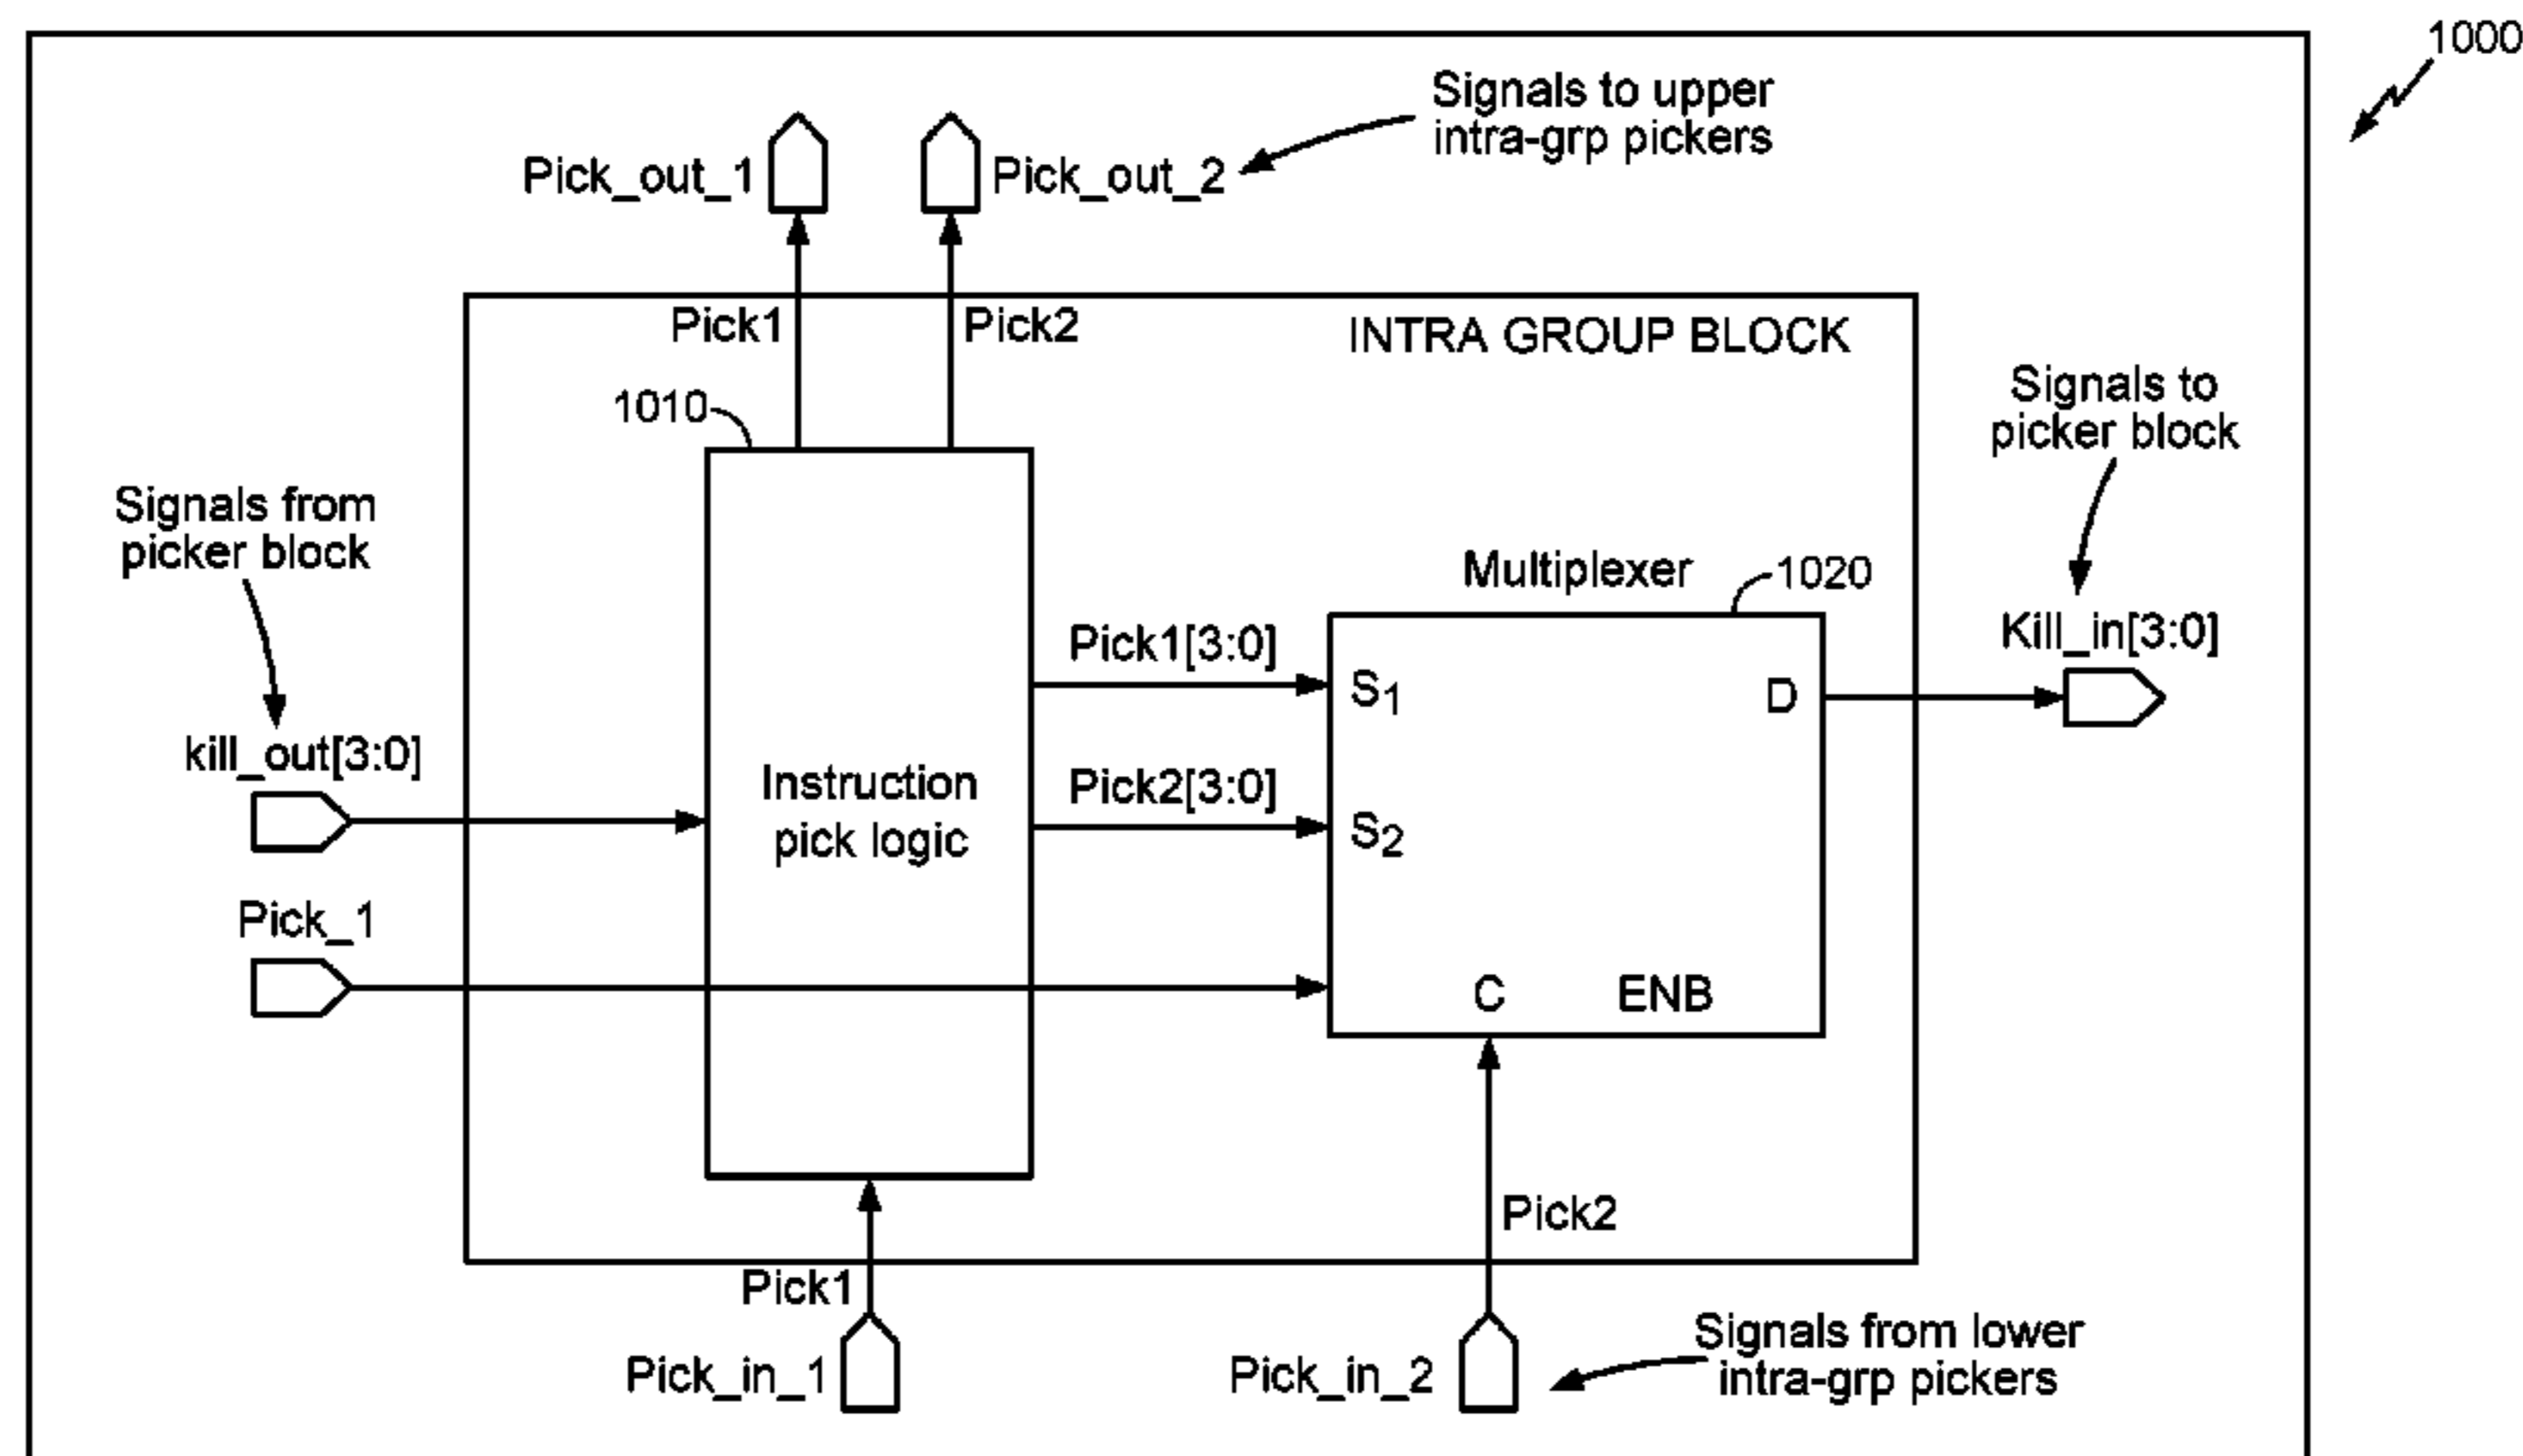 1000
Signals to upper
intra-grp pickers
Pick_out_1
Pick_out_2
Pick1
Pick2
INTRA GROUP BLOCK
1010
Signals to
picker block
Signals from
picker block
Multiplexer
1020
Pick1[3:0]
Kill_in[3:0]
S1
D
kill_out[3:0]
Instruction
pick logic
Pick2[3:0]
S2
Pick_1
C
ENB
Pick2
Pick1
Pick_in_1
Pick_in_2
Signals from lower
intra-grp pickers